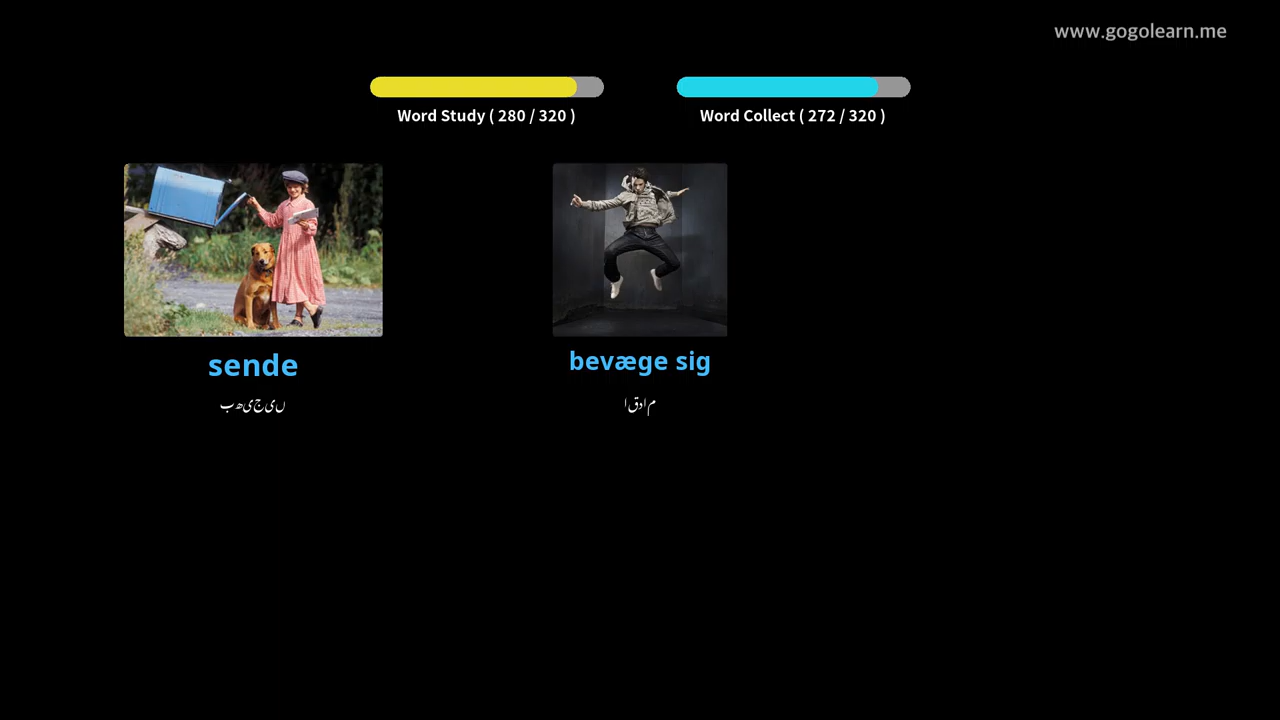 www.gogolearn.me
Word Study ( 280 / 320 )
Word Collect ( 272 / 320 )
sende
بھیجیں
bevæge sig
اقدام